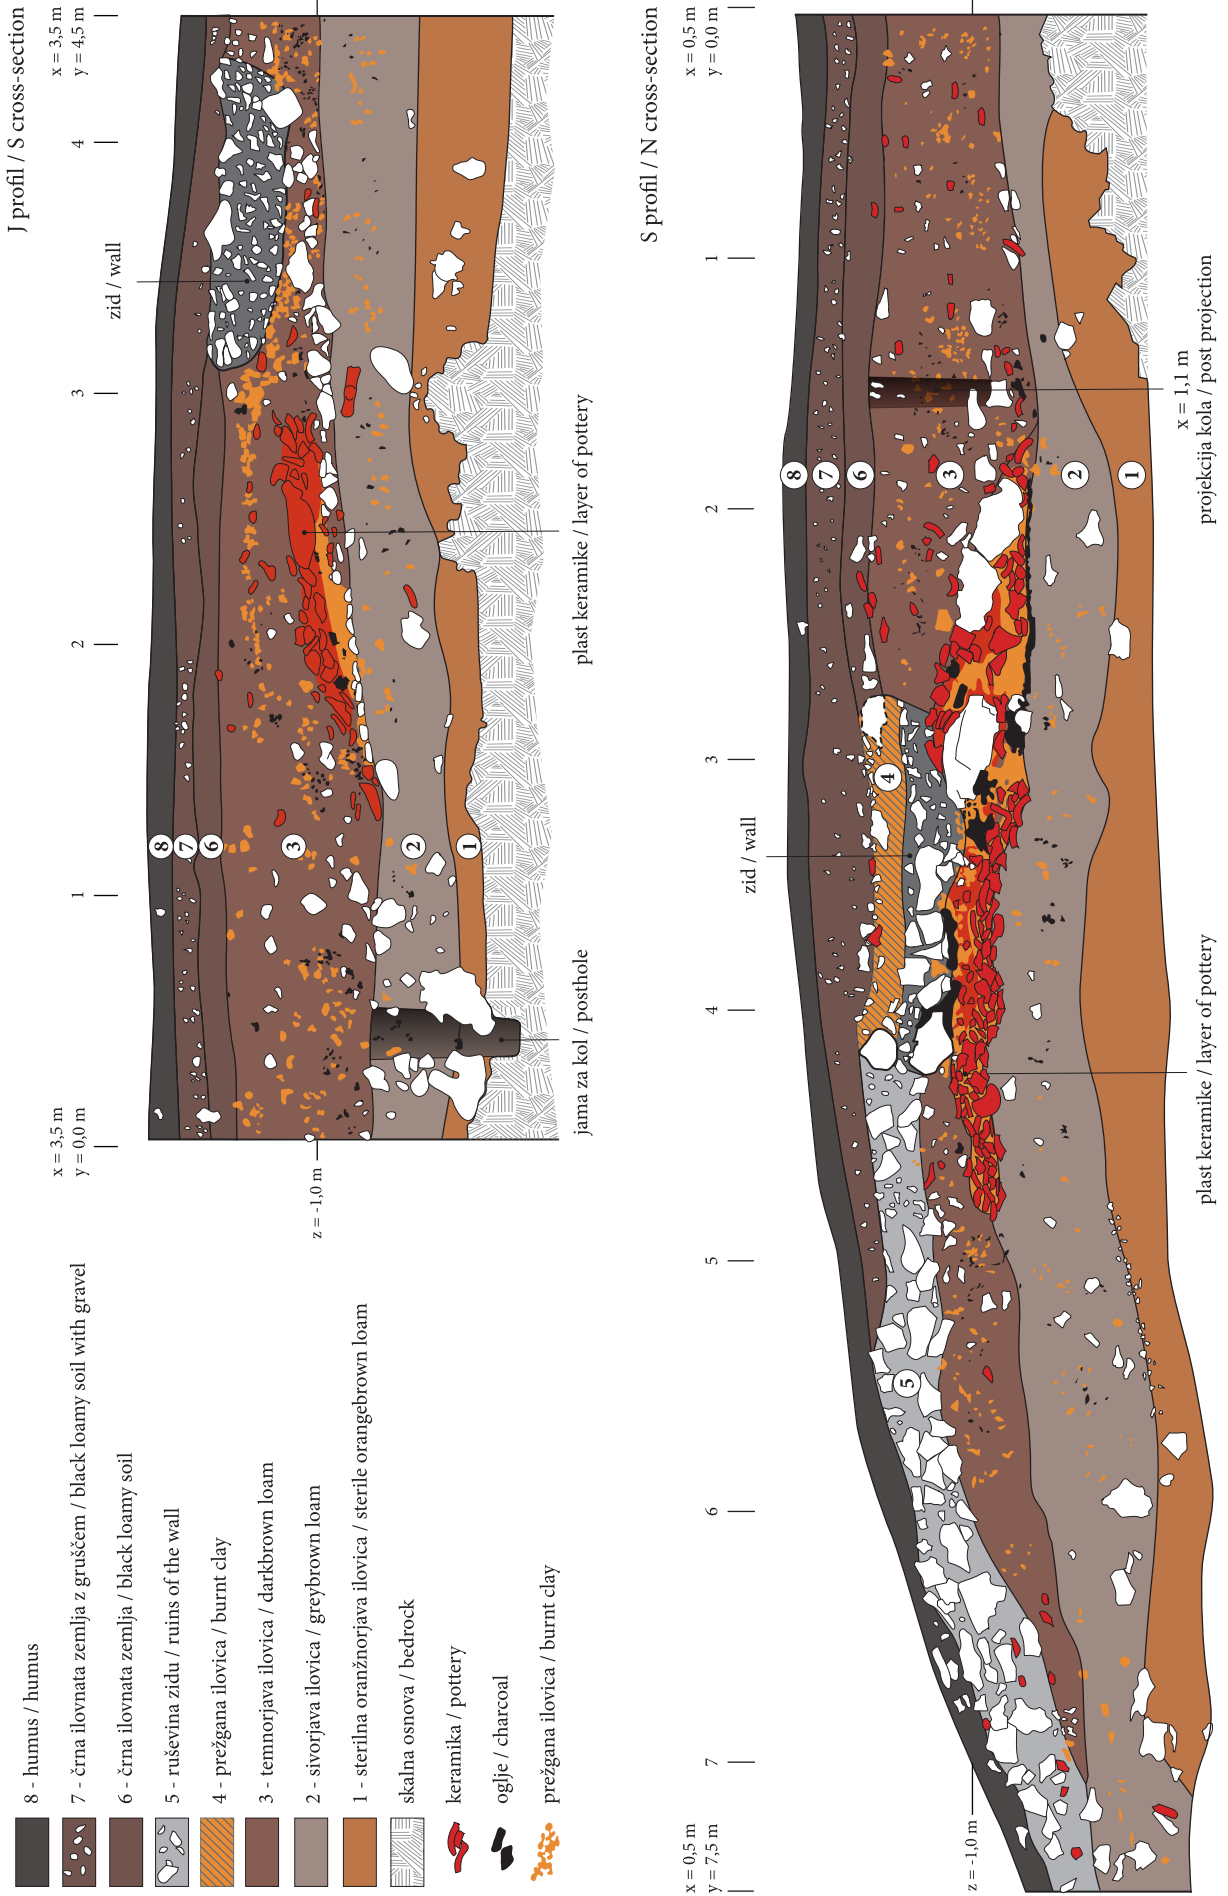 J profil / S cross-section
x = 3,5 m
y = 0,0 m
1
2
3
4
x = 3,5 m
y = 4,5 m
zid / wall
8
7
6
3
2
1
z = -1,0 m
jama za kol / posthole
plast keramike / layer of pottery
8 - humus / humus
7 - črna ilovnata zemlja z gruščem / black loamy soil with gravel
6 - črna ilovnata zemlja / black loamy soil
5 - ruševina zidu / ruins of the wall
4 - prežgana ilovica / burnt clay
3 - temnorjava ilovica / darkbrown loam
2 - sivorjava ilovica / greybrown loam
1 - sterilna oranžnorjava ilovica / sterile orangebrown loam
skalna osnova / bedrock
keramika / pottery
oglje / charcoal
prežgana ilovica / burnt clay
S profil / N cross-section
x = 0,5 m
y = 7,5 m
7
6
5
4
3
2
1
x = 0,5 m
y = 0,0 m
zid / wall
8
7
6
5
4
3
2
1
z = -1,0 m
plast keramike / layer of pottery
x = 1,1 m
projekcija kola / post projection